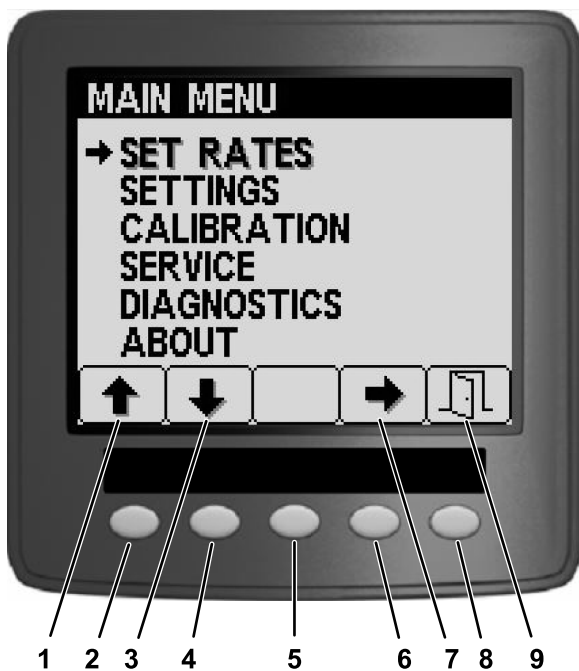 MAIN MENU
SET RATES
SETTINGS
CALIBRATION
SERVICE
DIAGNOSTICS
ABOUT
1 2 3 4 5 6 7 8 9